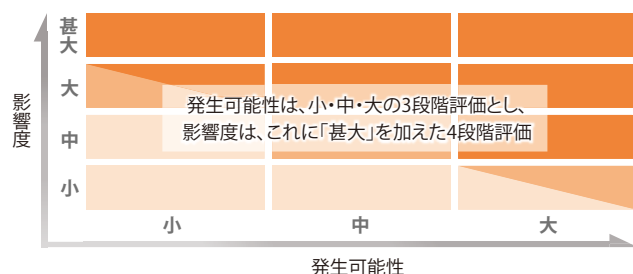 甚大
大
中
小
影響度
発生可能性は、小・中・大の3段階評価とし、
影響度は、これに「甚大」を加えた4段階評価
小
中
大
発生可能性